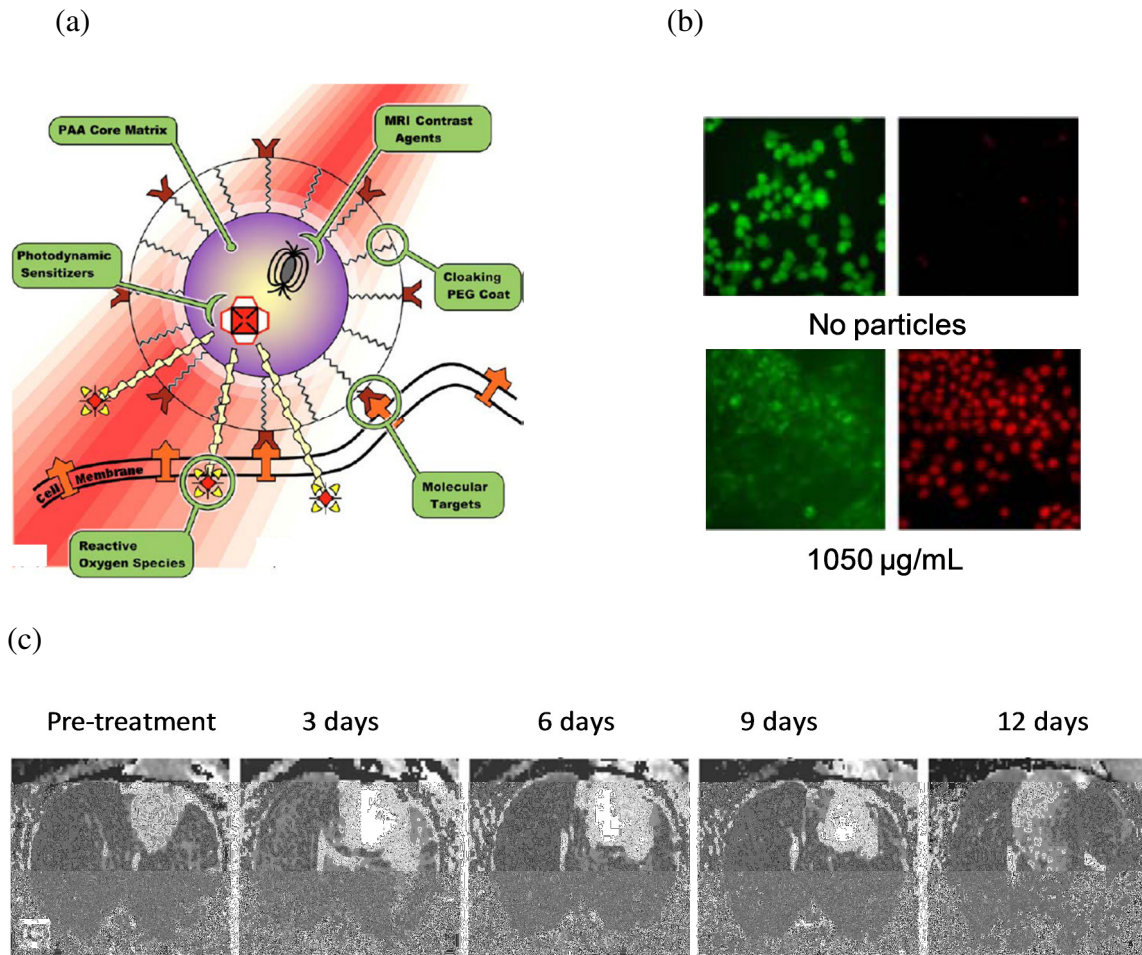 (a)
(b)
PAA Core Matrix
MRI Contrast
Agents
Photodynamic
Sensitizers
Cloaking
PEG Coat
Cell Membrane
Molecular
Targets
Reactive
Oxygen Species
No particles
1050 µg/mL
(c)
Pre-treatment 3 days 6 days 9 days 12 days